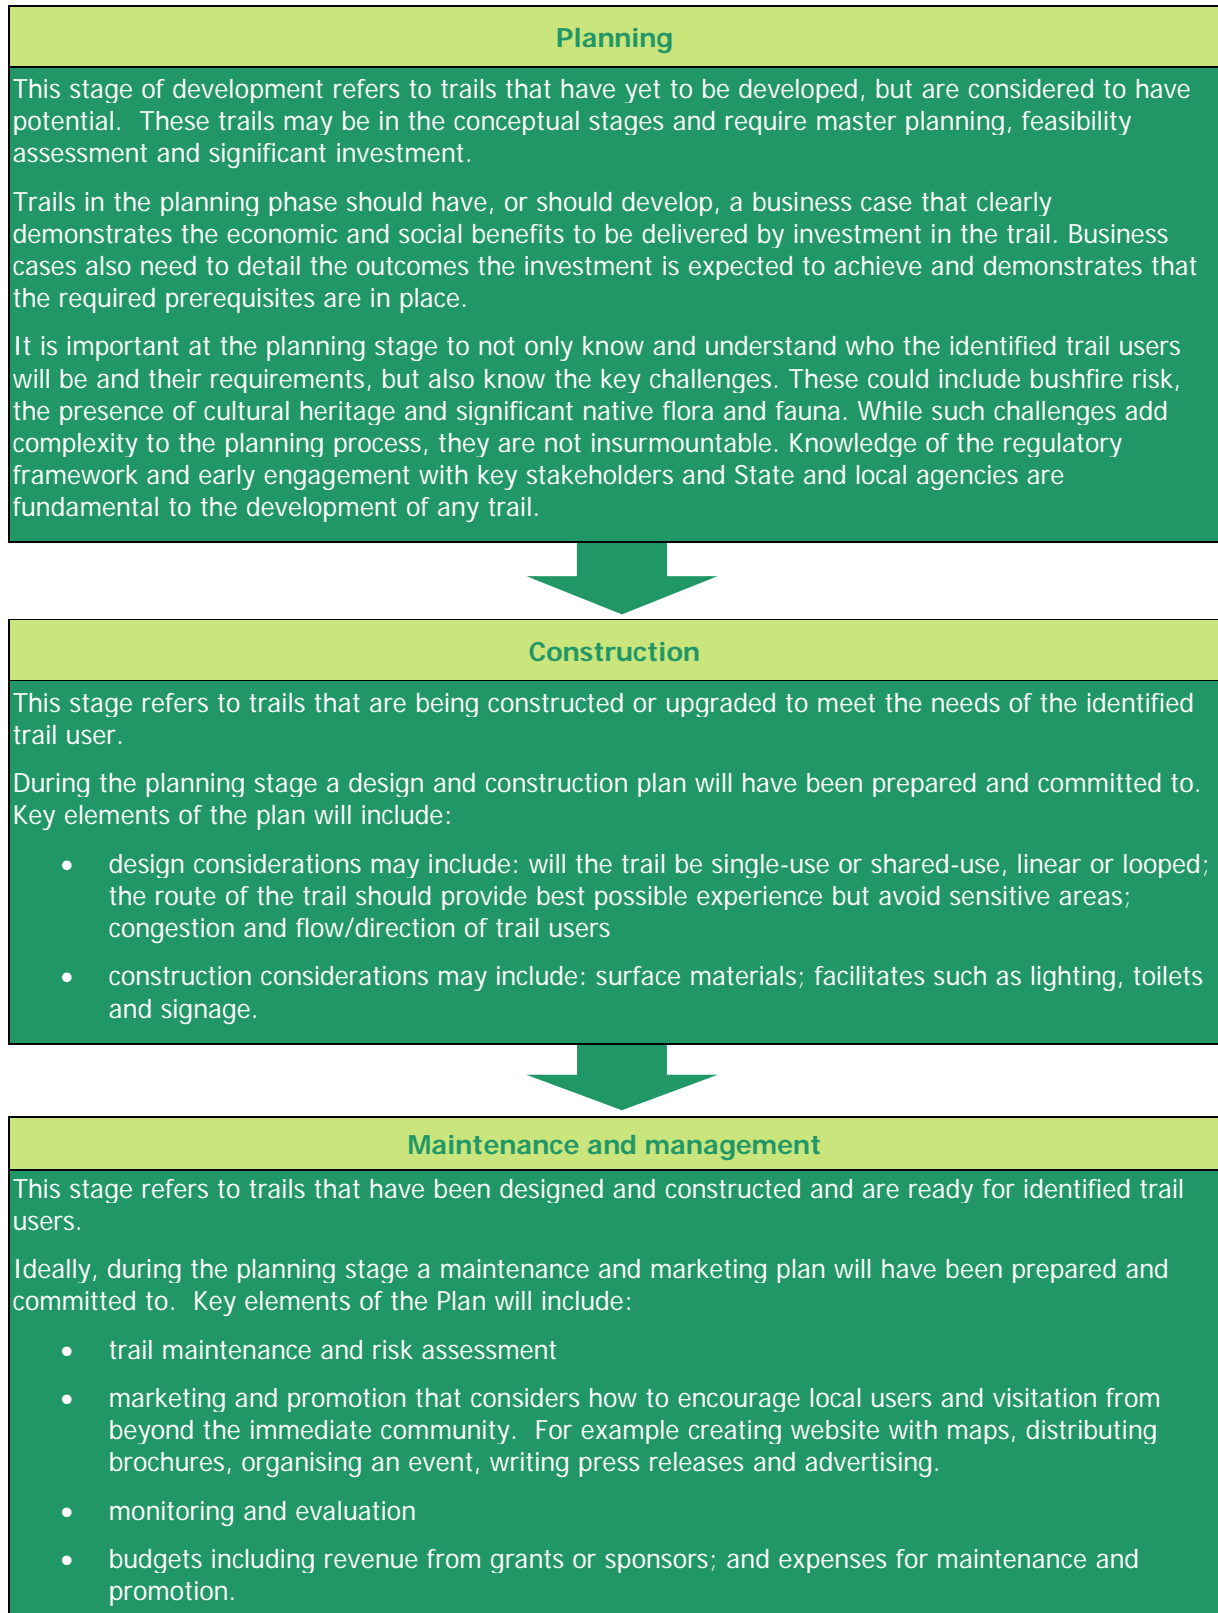 Planning
This stage of development refers to trails that have yet to be developed, but are considered to have
potential.  These trails may be in the conceptual stages and require master planning, feasibility
assessment and significant investment.
Trails in the planning phase should have, or should develop, a business case that clearly
demonstrates the economic and social benefits to be delivered by investment in the trail. Business
cases also need to detail the outcomes the investment is expected to achieve and demonstrates that
the required prerequisites are in place.
It is important at the planning stage to not only know and understand who the identified trail users
will be and their requirements, but also know the key challenges. These could include bushfire risk,
the presence of cultural heritage and significant native flora and fauna. While such challenges add
complexity to the planning process, they are not insurmountable. Knowledge of the regulatory
framework and early engagement with key stakeholders and State and local agencies are
fundamental to the development of any trail.
Construction
This stage refers to trails that are being constructed or upgraded to meet the needs of the identified
trail user.
During the planning stage a design and construction plan will have been prepared and committed to.
Key elements of the plan will include:
• design considerations may include: will the trail be single-use or shared-use, linear or looped;
the route of the trail should provide best possible experience but avoid sensitive areas;
congestion and flow/direction of trail users
• construction considerations may include: surface materials; facilitates such as lighting, toilets
and signage.
Maintenance and management
This stage refers to trails that have been designed and constructed and are ready for identified trail
users.
Ideally, during the planning stage a maintenance and marketing plan will have been prepared and
committed to.  Key elements of the Plan will include:
• trail maintenance and risk assessment
• marketing and promotion that considers how to encourage local users and visitation from
beyond the immediate community.  For example creating website with maps, distributing
brochures, organising an event, writing press releases and advertising.
• monitoring and evaluation
• budgets including revenue from grants or sponsors; and expenses for maintenance and
promotion.